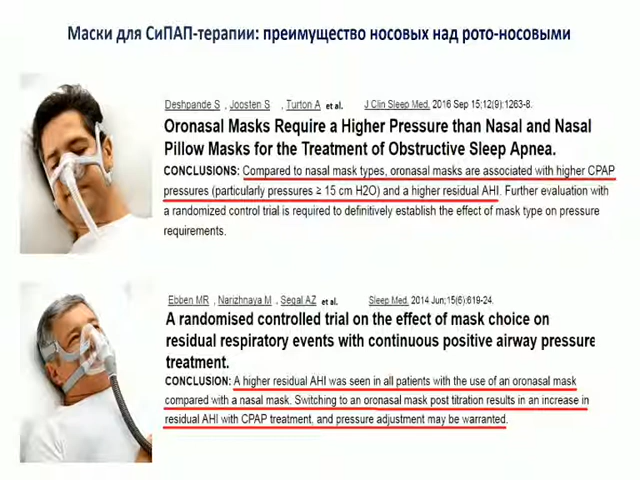 Маски для СиПАП-терапии: преимущество носовых над рото-носовыми
Deshpande S , Joosten S , Turton A et al. J Clin Sleep Med. 2016 Sep 15;12(9):1263-8.
Oronasal Masks Require a Higher Pressure than Nasal and Nasal
Pillow Masks for the Treatment of Obstructive Sleep Apnea.
CONCLUSIONS: Compared to nasal mask types, oronasal masks are associated with higher CPAP
pressures (particularly pressures ≥ 15 cm H2O) and a higher residual AHI. Further evaluation with
a randomized control trial is required to definitively establish the effect of mask type on pressure
requirements.
Ebben MR , Narizhnaya M , Segal AZ et al. Sleep Med. 2014 Jun;15(6):619-24.
A randomised controlled trial on the effect of mask choice on
residual respiratory events with continuous positive airway pressure
treatment.
CONCLUSION: A higher residual AHI was seen in all patients with the use of an oronasal mask
compared with a nasal mask. Switching to an oronasal mask post titration results in an increase in
residual AHI with CPAP treatment, and pressure adjustment may be warranted.